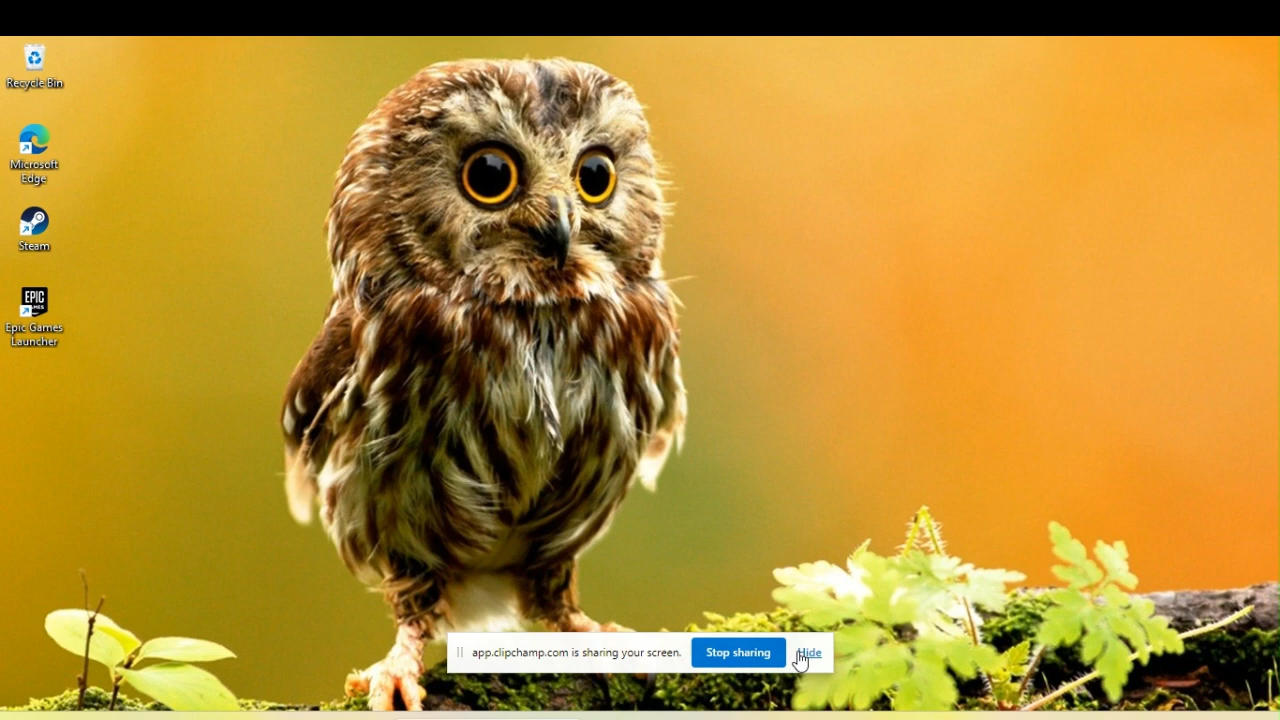 Recycle Bin
Microsoft
Edge
Steam
EPIC
Epic Games
Launcher
app.clipchamp.com is sharing your screen.
Stop sharing
Hide